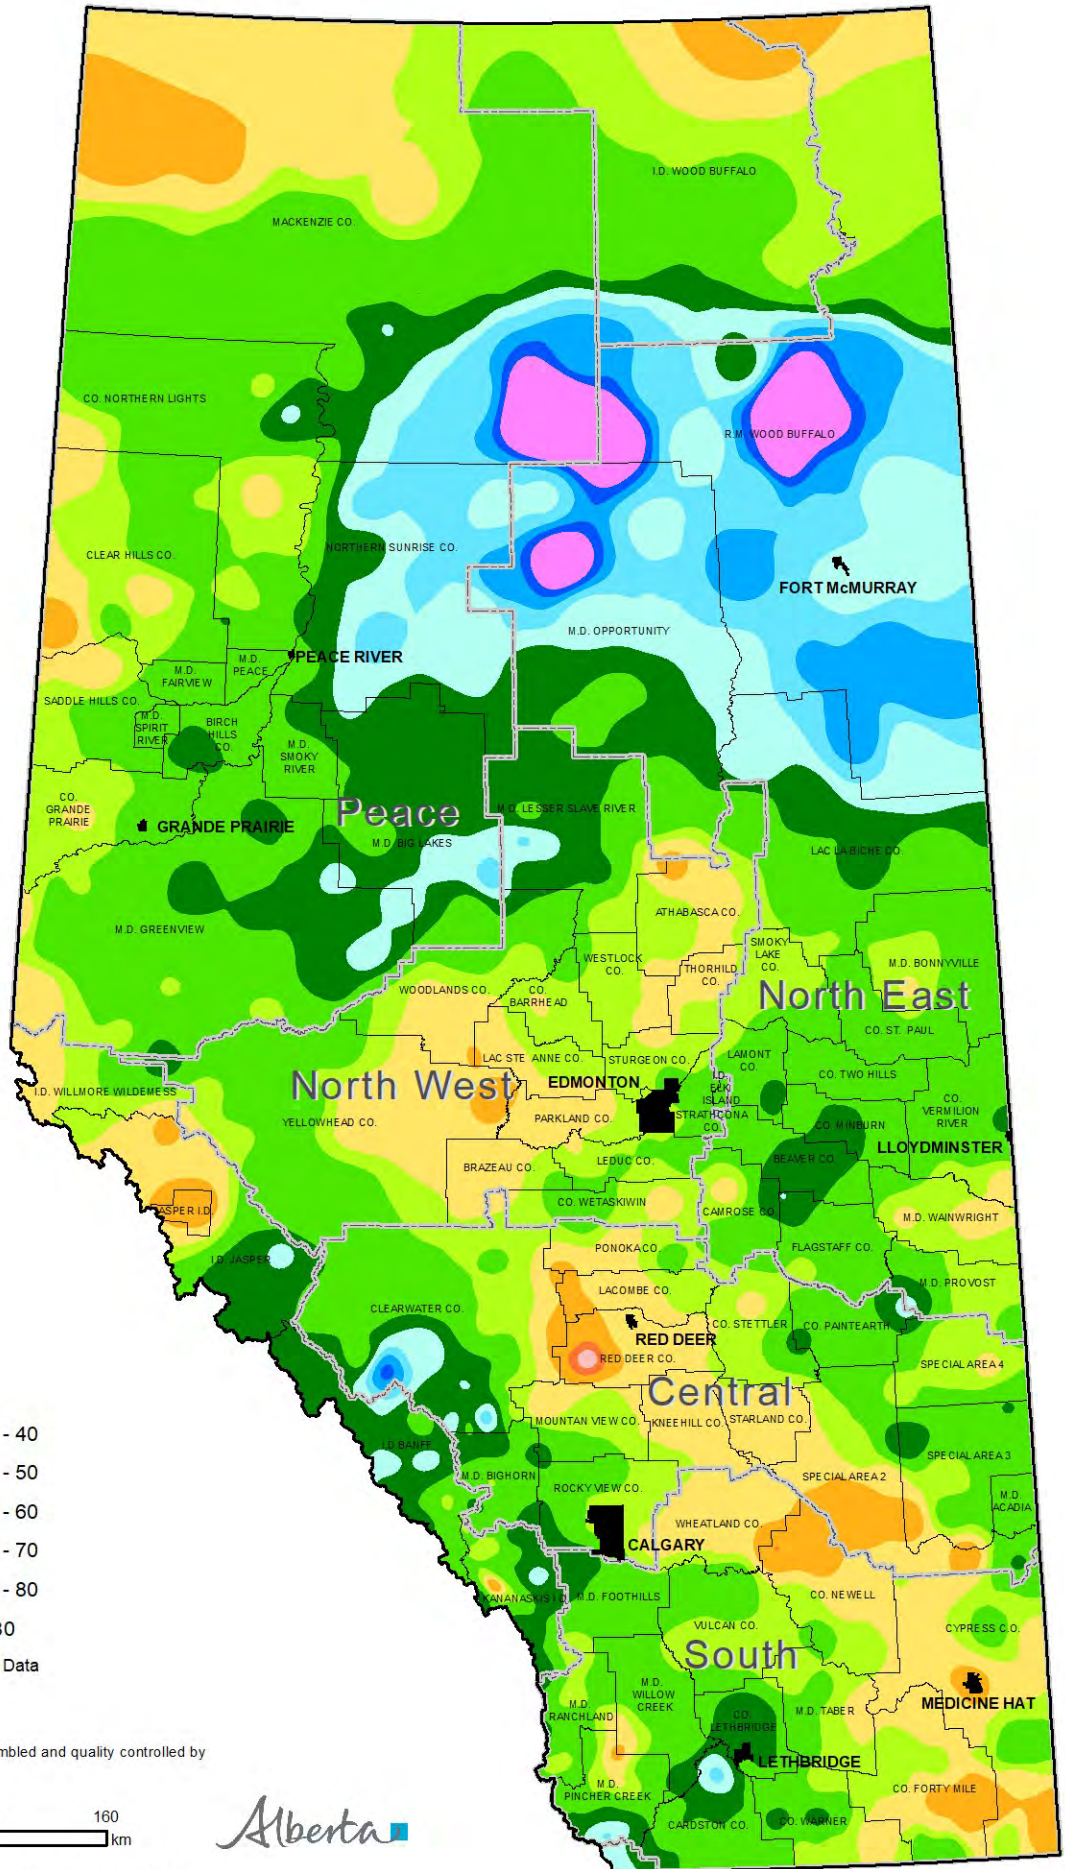 I.D. WOOD BUFFALO
MACKENZIE CO.
CO. NORTHERN LIGHTS
R.M. WOOD BUFFALO
CLEAR HILLS CO.
NORTHERN SUNRISE CO.
FORT McMURRAY
M.D. OPPORTUNITY
PEACE RIVER
M.D.
PEACE
M.D.
FAIRVIEW
SADDLE HILLS CO.
M.D.
SPIRIT
RIVER
BIRCH
HILLS
CO.
M.D.
SMOKY
RIVER
CO.
GRANDE
PRAIRIE
GRANDE PRAIRIE
Peace
M.D. LESSER SLAVE RIVER
M.D. BIG LAKES
LAC LA BICHE CO.
ATHABASCA CO.
M.D. GREENVIEW
SMOKY
LAKE
CO.
WESTLOCK
CO.
THORHILD
CO.
M.D. BONNYVILLE
WOODLANDS CO.
CO.
BARRHEAD
North East
CO. ST. PAUL
LAC STE ANNE CO.
STURGEON CO.
LAMONT
CO.
CO. TWO HILLS
North West
EDMONTON
I.D.
ELK
ISLAND
I.D. WILLMORE WILDERNESS
CO.
VERMILION
RIVER
YELLOWHEAD CO.
PARKLAND CO.
STRATHCONA
CO.
CO. MINBURN
LLOYDMINSTER
BRAZEAU CO.
LEDUC CO.
BEAVER CO.
CO. WETASKIWIN
JASPER I.D.
CAMROSE CO.
M.D. WAINWRIGHT
I.D. JASPER
PONOKA CO.
FLAGSTAFF CO.
M.D. PROVOST
LACOMBE CO.
CLEARWATER CO.
CO. STETTLER
CO. PAINTEARTH
RED DEER
RED DEER CO.
SPECIAL AREA 4
Central
MOUNTAN VIEW CO.
KNEEHILL CO.
STARLAND CO.
- 40
I.D BANFF
SPECIAL AREA 3
- 50
M.D. BIGHORN
ROCKY VIEW CO.
SPECIAL AREA 2
M.D.
ACADIA
- 60
WHEATLAND CO.
CALGARY
- 70
- 80
KANANASKIS I.D.
M.D. FOOTHILLS
CO. NEWELL
VULCAN CO.
CYPRESS C.O.
Data
South
M.D.
WILLOW
CREEK
M.D.
RANCHLAND
CO.
LETHBRIDGE
M.D. TABER
MEDICINE HAT
mbled and quality controlled by
LETHBRIDGE
M.D.
PINCHER CREEK
CO. FORTY MILE
160
km
Alberta
CARDSTON CO.
CO. WARNER